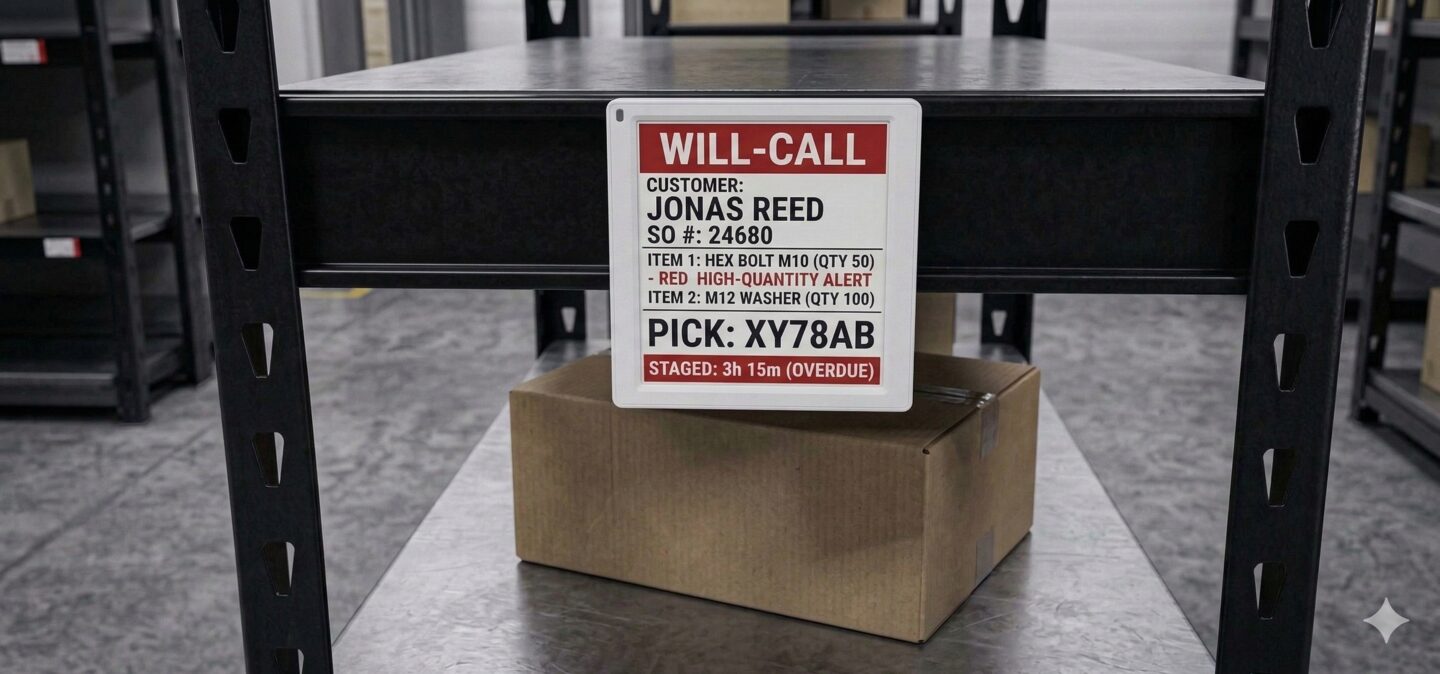 WILL-CALL
CUSTOMER:
JONAS REED
SO #: 24680
ITEM 1: HEX BOLT M10 (QTY 50)
- RED HIGH-QUANTITY ALERT
ITEM 2: M12 WASHER (QTY 100)
PICK: XY78AB
STAGED: 3h 15m (OVERDUE)